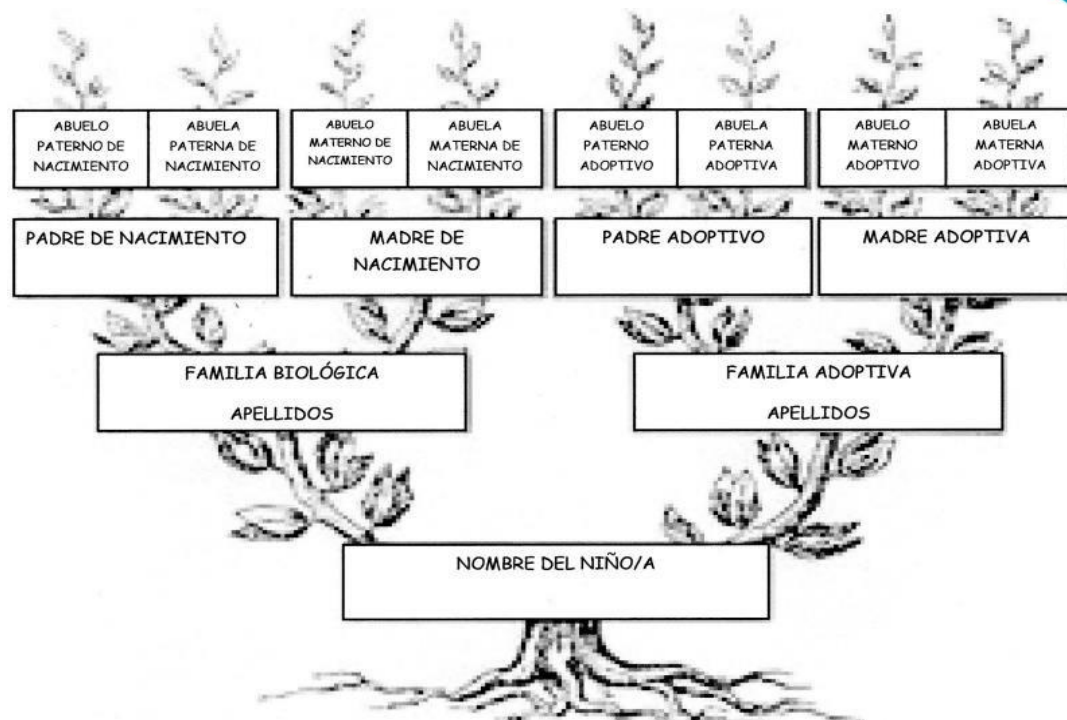 ABUELO
PATERNO DE
NACIMIENTO
ABUELA
PATERNA DE
NACIMIENTO
ABUELO
MATERNO DE
NACIMIENTO
ABUELA
MATERNA DE
NACIMIENTO
ABUELO
PATERNO
ADOPTIVO
ABUELA
PATERNA
ADOPTIVA
ABUELO
MATERNO
ADOPTIVO
ABUELA
MATERNA
ADOPTIVA
PADRE DE NACIMIENTO
MADRE DE
NACIMIENTO
PADRE ADOPTIVO
MADRE ADOPTIVA
FAMILIA BIOLÓGICA
APELLIDOS
FAMILIA ADOPTIVA
APELLIDOS
NOMBRE DEL NIÑO/A